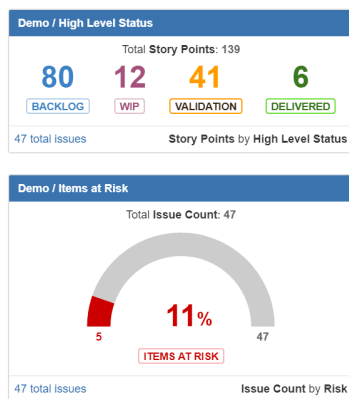 Demo / High Level Status
Total Story Points: 139
80 12 41 6
BACKLOG WIP VALIDATION DELIVERED
47 total issues Story Points by High Level Status
Demo / Items at Risk
Total Issue Count: 47
11%
5 47
ITEMS AT RISK
47 total issues Issue Count by Risk